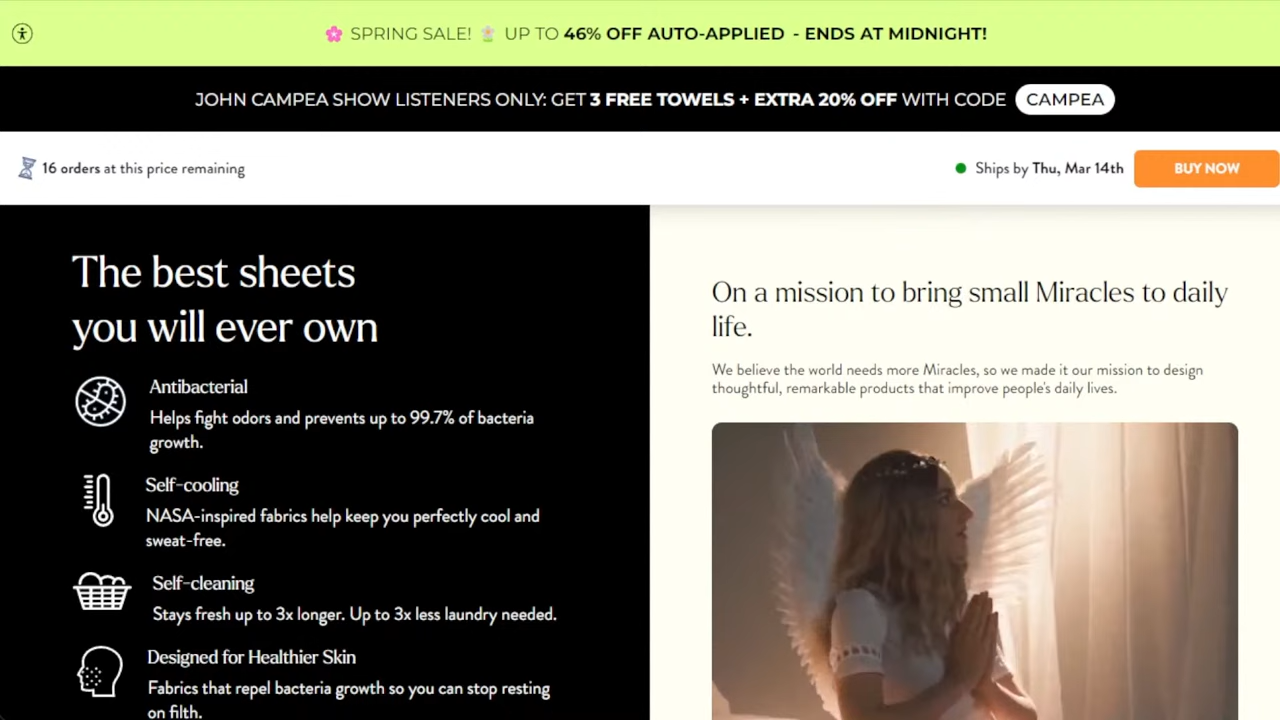 🌸 SPRING SALE! 🌷 UP TO 46% OFF AUTO-APPLIED - ENDS AT MIDNIGHT!
JOHN CAMPEA SHOW LISTENERS ONLY: GET 3 FREE TOWELS + EXTRA 20% OFF WITH CODE CAMPEA
16 orders at this price remaining
Ships by Thu, Mar 14th
BUY NOW
The best sheets
you will ever own
Antibacterial
Helps fight odors and prevents up to 99.7% of bacteria
growth.
Self-cooling
NASA-inspired fabrics help keep you perfectly cool and
sweat-free.
Self-cleaning
Stays fresh up to 3x longer. Up to 3x less laundry needed.
Designed for Healthier Skin
Fabrics that repel bacteria growth so you can stop resting
on filth.
On a mission to bring small Miracles to daily
life.
We believe the world needs more Miracles, so we made it our mission to design
thoughtful, remarkable products that improve people's daily lives.